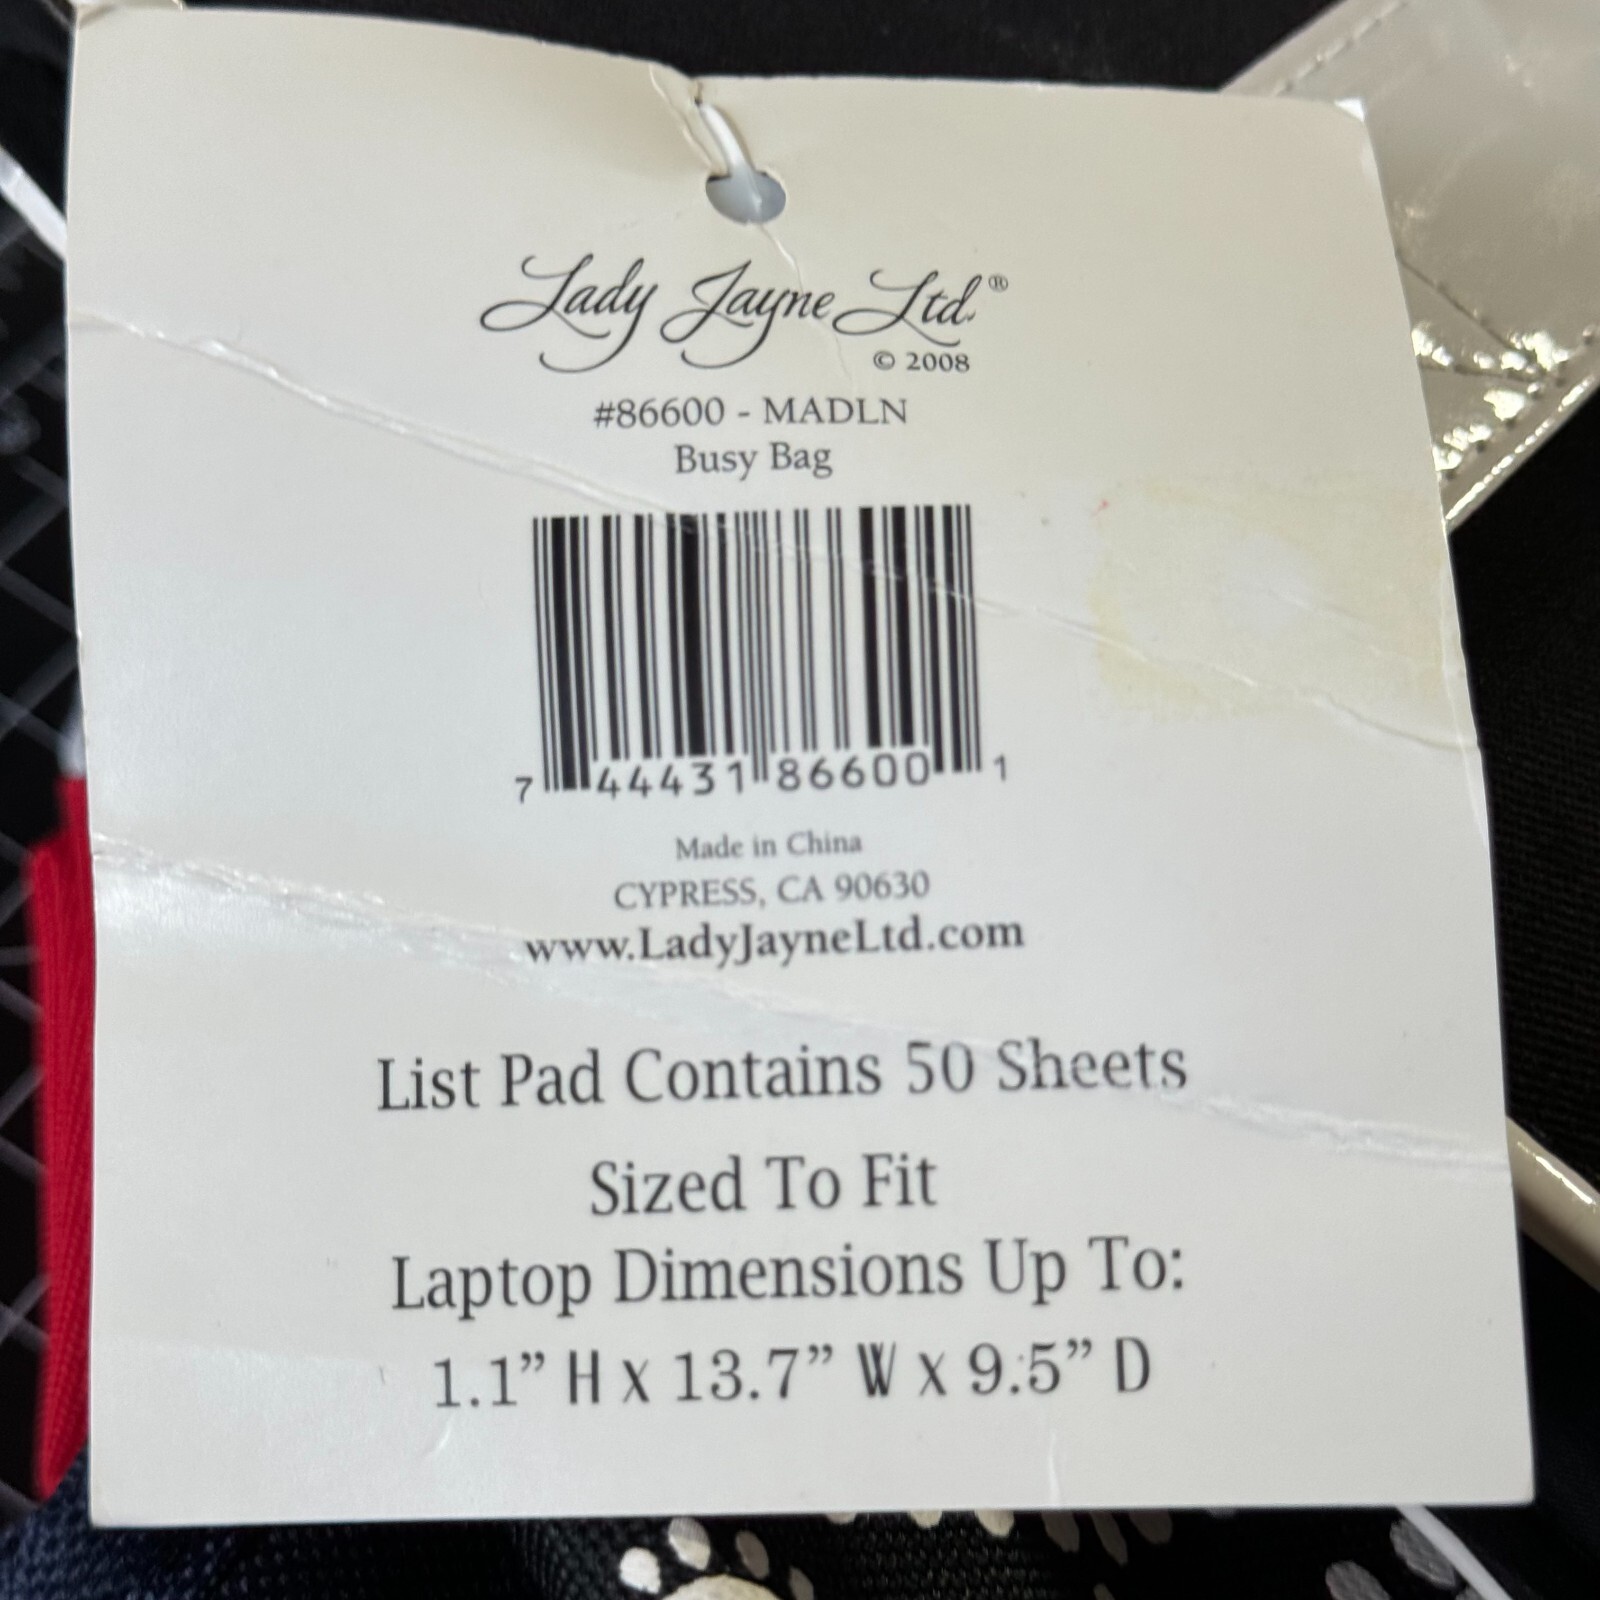 Lady Jayne Ltd.®
© 2008
#86600 - MADLN
Busy Bag
7 44431 86600 1
Made in China
CYPRESS, CA 90630
www.LadyJayneLtd.com
List Pad Contains 50 Sheets
Sized To Fit
Laptop Dimensions Up To:
1.1” H x 13.7” W x 9.5” D